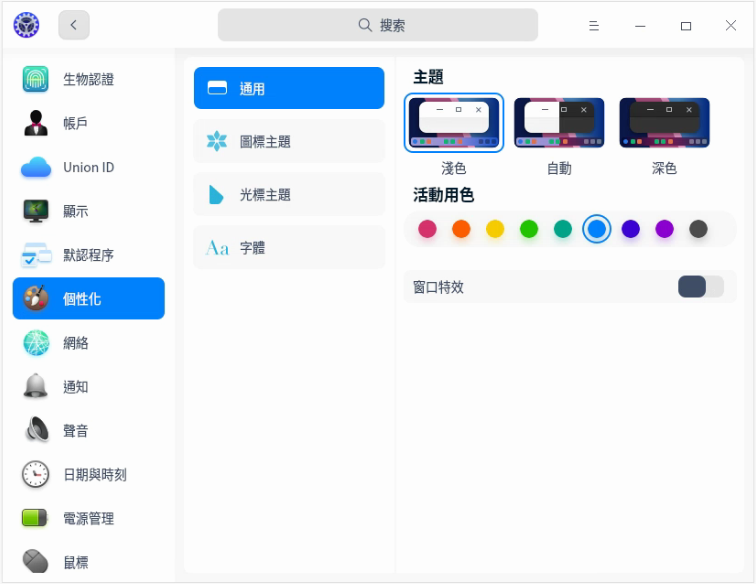 搜索
生物認證
帳戶
Union ID
顯示
默認程序
個性化
網絡
通知
聲音
日期與時刻
電源管理
鼠標
通用
圖標主題
光標主題
Aa 字體
主題
淺色
自動
深色
活動用色
窗口特效